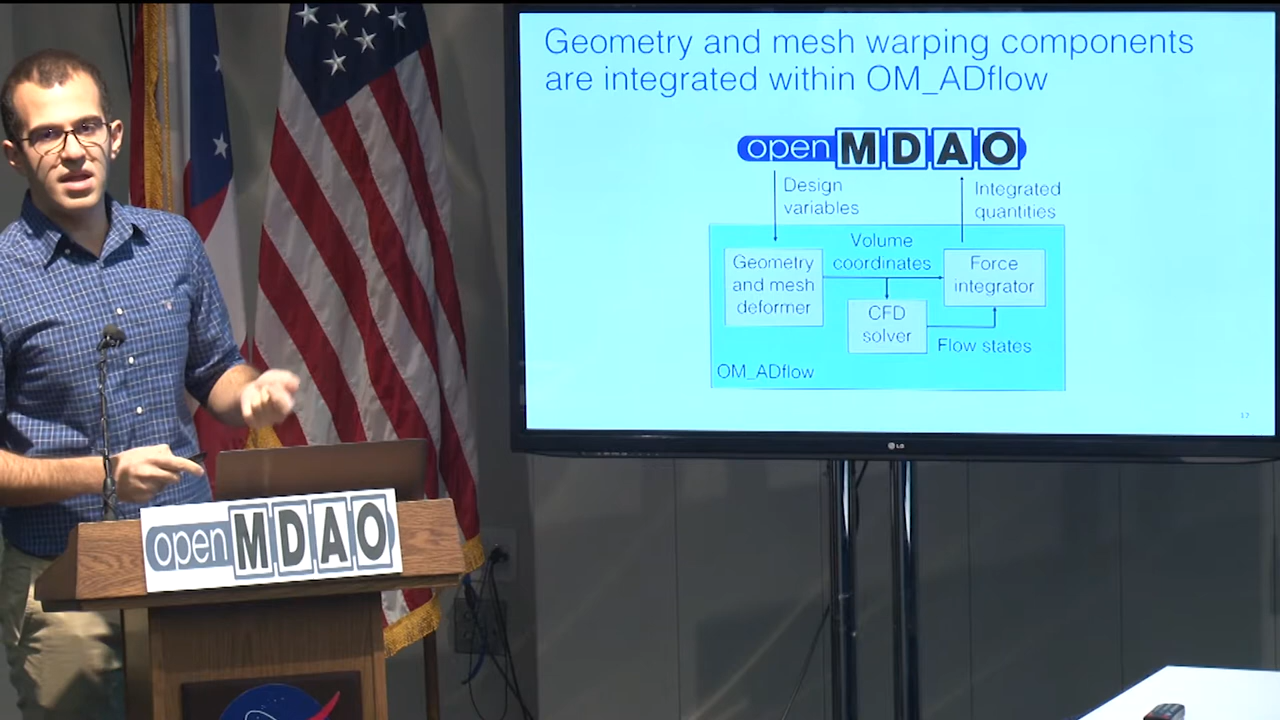 Geometry and mesh warping components
are integrated within OM_ADflow
openMDAO
Design
variables
Integrated
quantities
Volume
coordinates
Geometry
and mesh
deformer
Force
integrator
CFD
solver
Flow states
OM_ADflow
LG
openMDAO